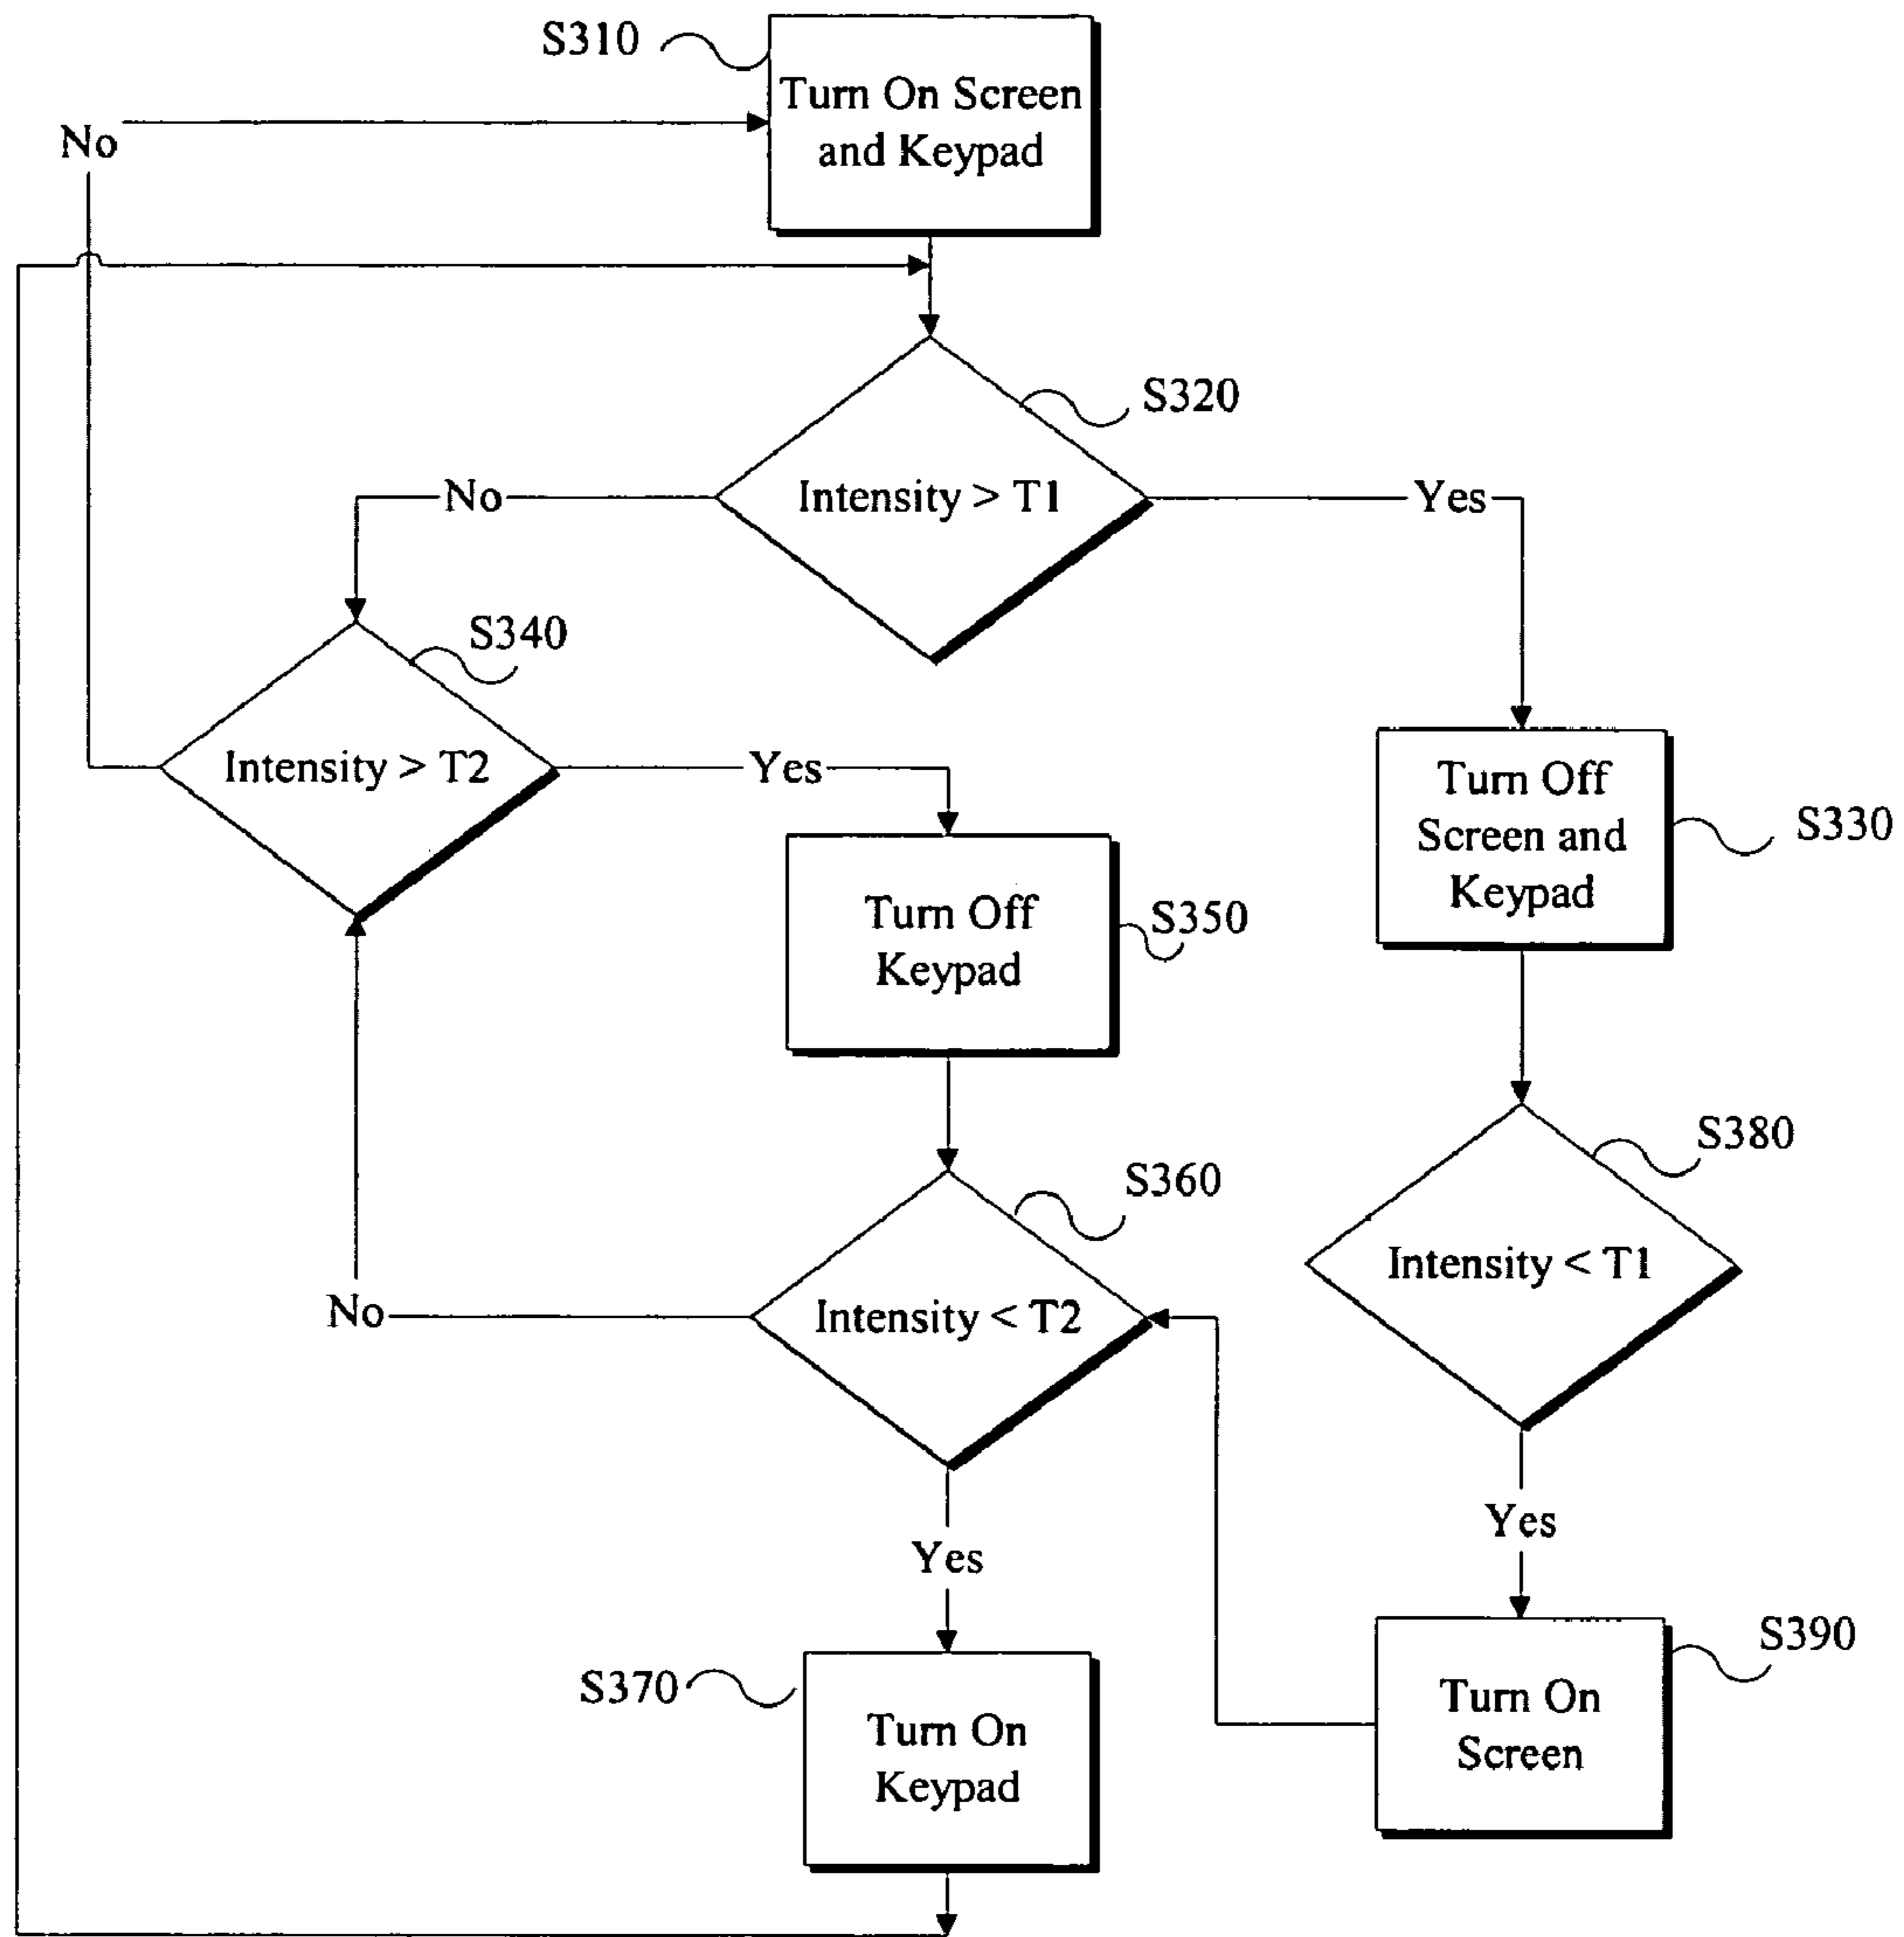 S310
Turn On Screen
and Keypad
No
S320
Intensity > T1
No
Yes
S340
Intensity > T2
Yes
Turn Off
Screen and
Keypad
S330
Turn Off
Keypad
S350
S380
Intensity < T1
S360
Intensity < T2
No
Yes
Yes
S370
Turn On
Keypad
S390
Turn On
Screen